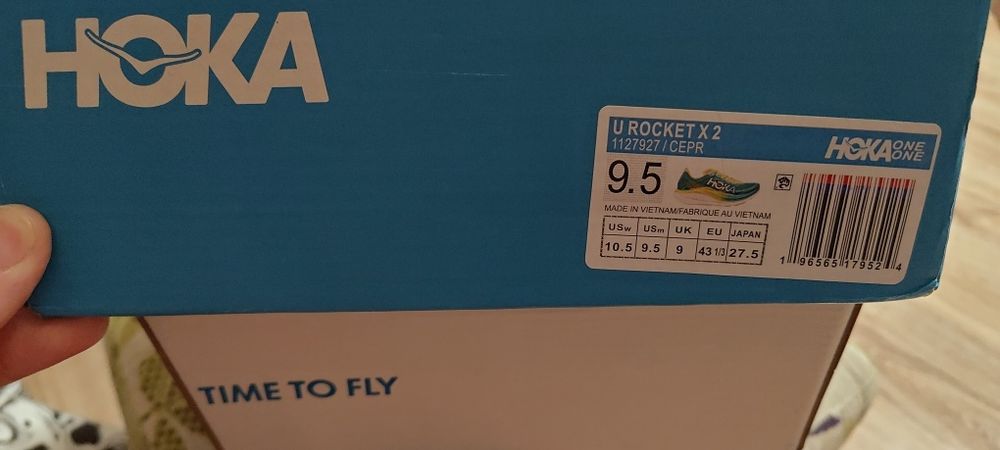 HOKA
U ROCKET X 2
1127927 / CEPR
HOKA ONE ONE
9.5
HOKA
MADE IN VIETNAM/FABRIQUE AU VIETNAM
USw USm UK EU JAPAN
10.5 9.5 9 43 1/3 27.5
1 96565 17952 4
TIME TO FLY